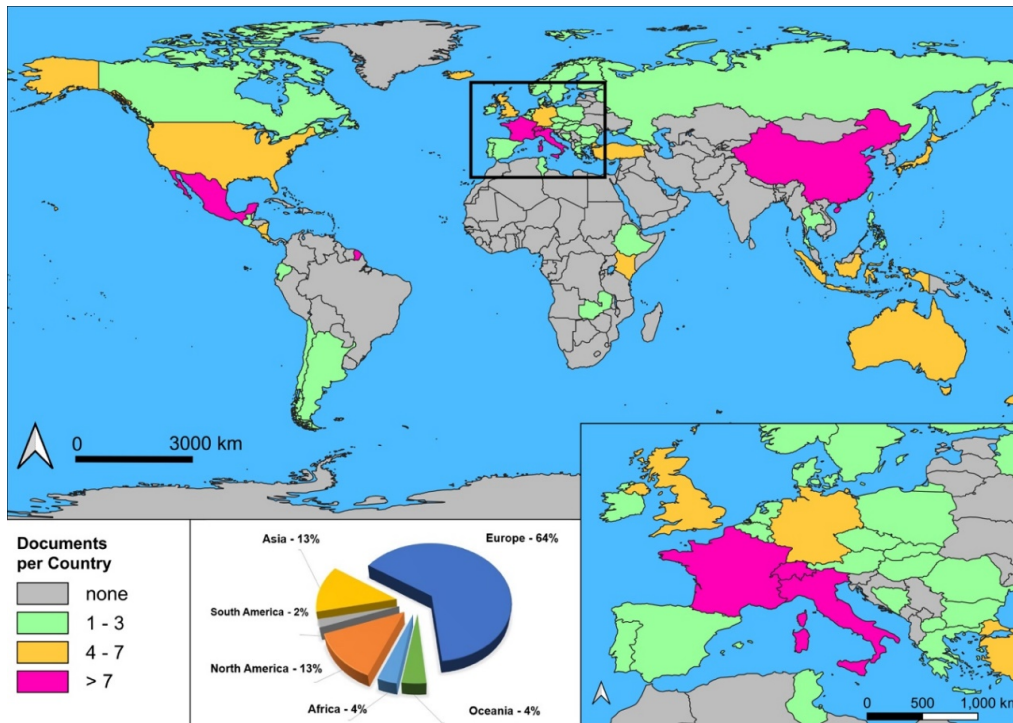 0 3000 km
Documents
per Country
none
1 - 3
4 - 7
> 7
Europe - 64%
Asia - 13%
South America - 2%
North America - 13%
Africa - 4%
Oceania - 4%
0 500 1,000 km